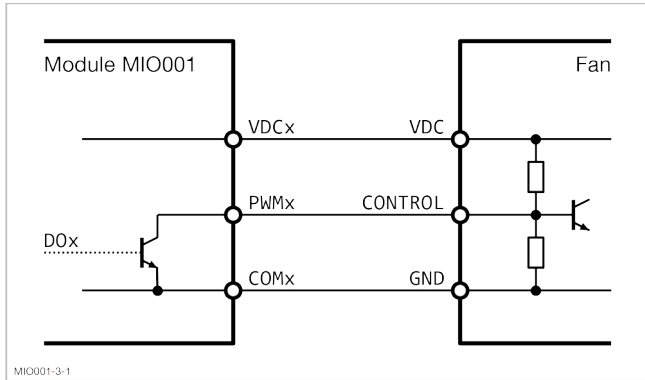 Module MIO001
Fan
VDCx
VDC
PWMx
CONTROL
DOx
COMx
GND
MIO001-3-1